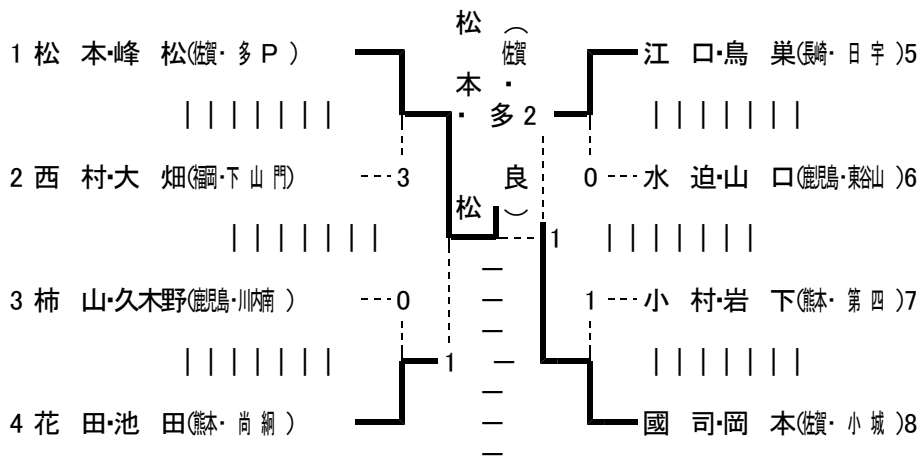 1 松 本・峰 松(佐賀・多 P )
2 西 村・大 畑(福岡・下 山 門)
3
3 柿 山・久木野(鹿児島・川内南 )
0
1
4 花 田・池 田(熊本・尚 絅 )
松 本・ 松
(佐賀・多 良)
江 口・鳥 巣(長崎・日 宇 )5
2
0
水 迫・山 口(鹿児島・東谷山 )6
1
1
小 村・岩 下(熊本・第 四 )7
國 司・岡 本(佐賀・小 城 )8